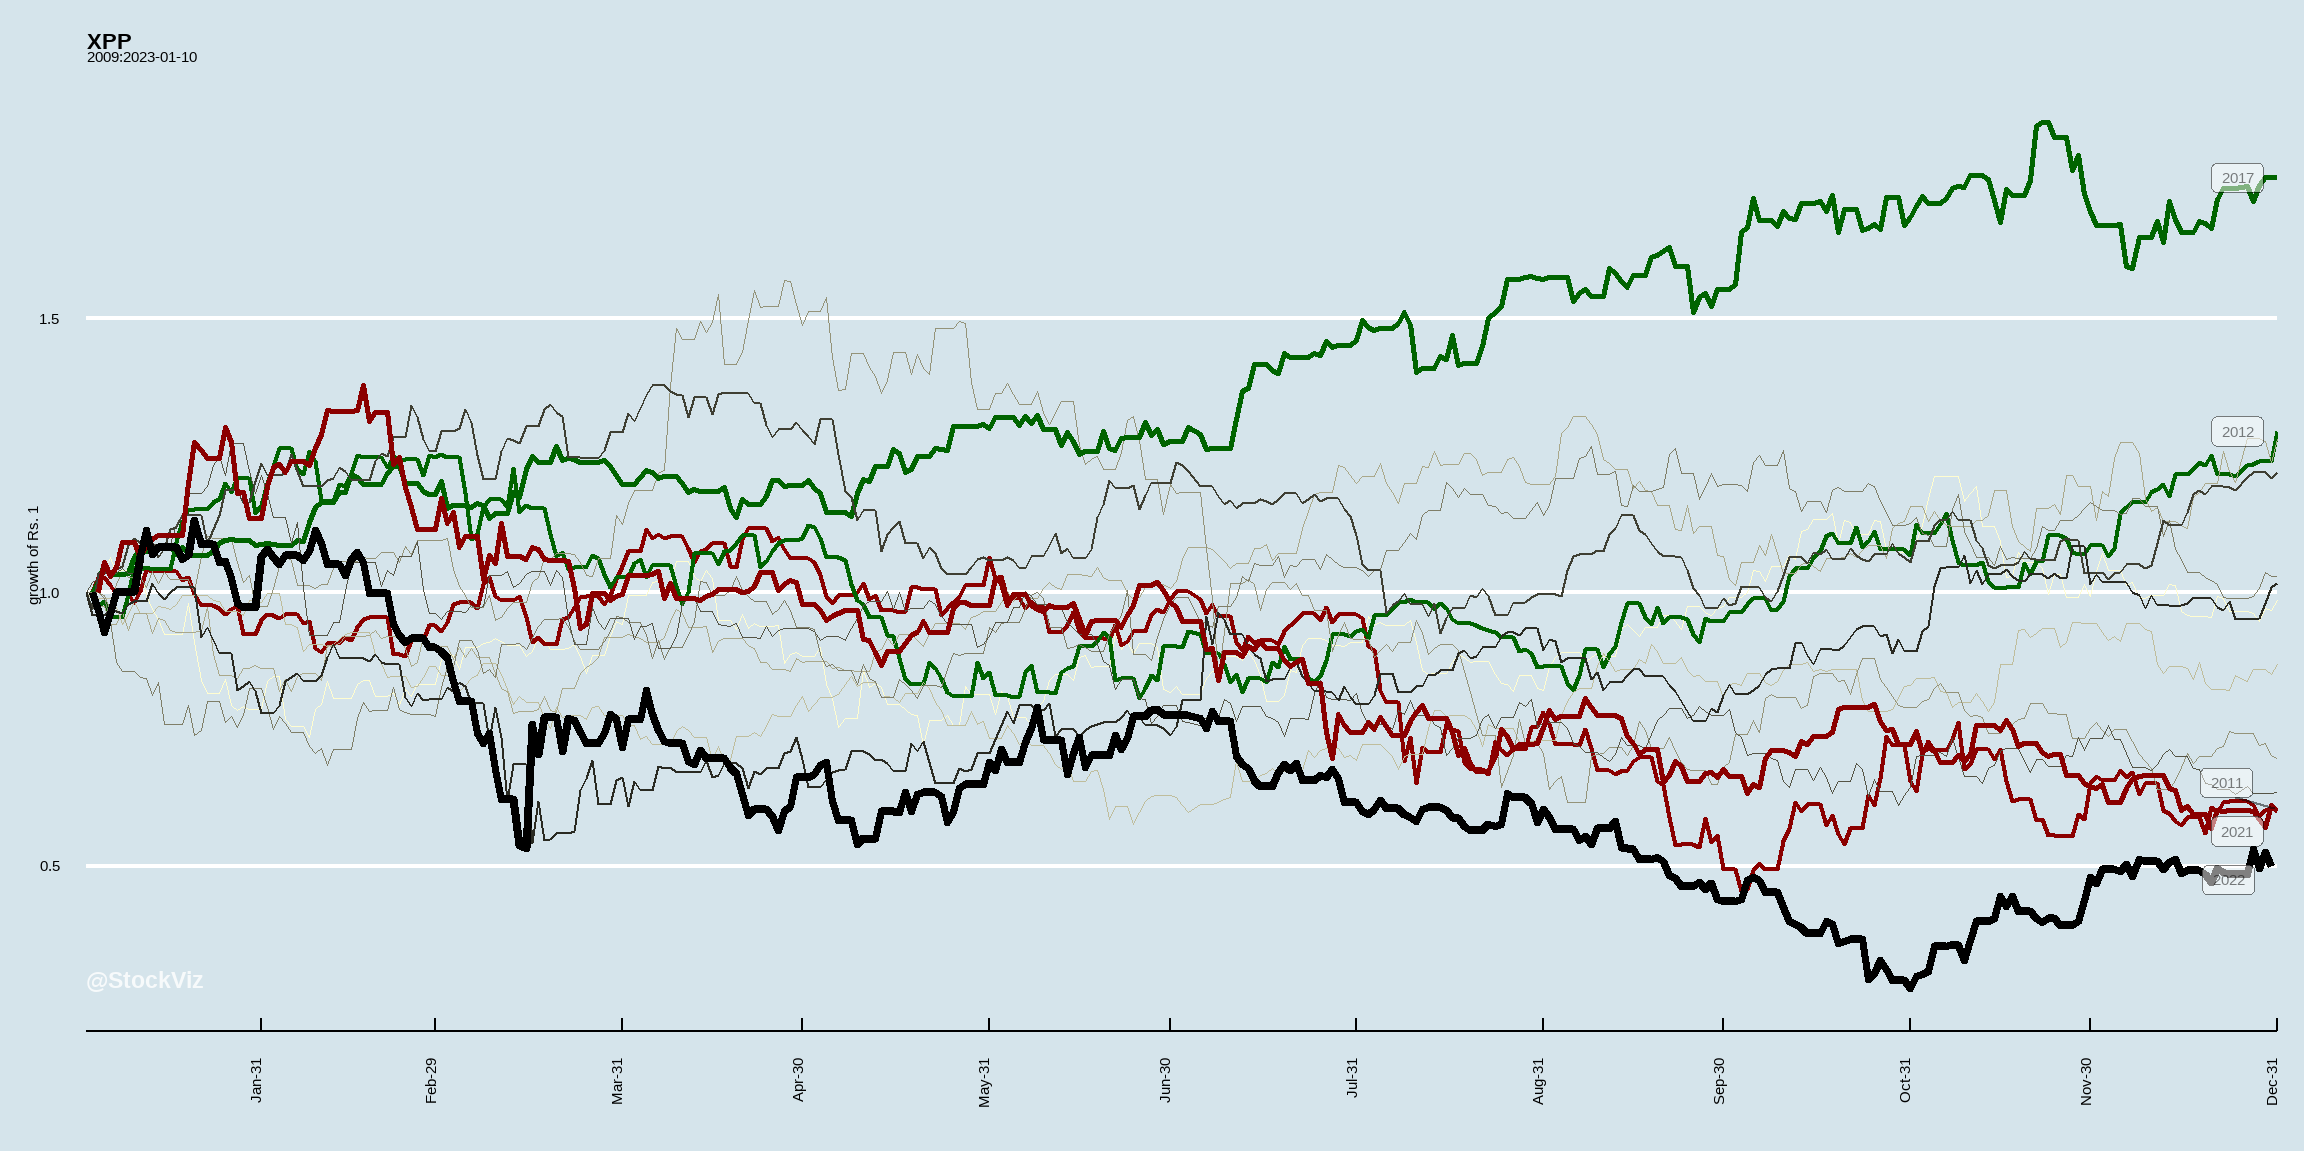 XPP
2009:2023-01-10
growth of Rs. 1
1.5
1.0
0.5
2017
2012
2011
2021
2022
@StockViz
Jan-31
Feb-29
Mar-31
Apr-30
May-31
Jun-30
Jul-31
Aug-31
Sep-30
Oct-31
Nov-30
Dec-31